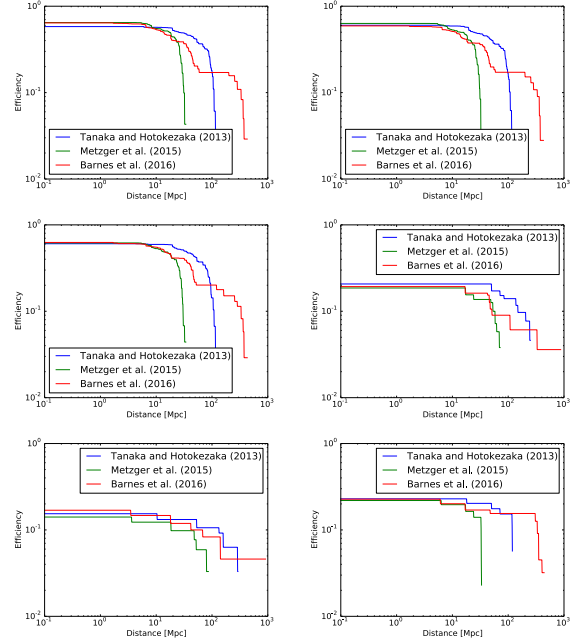 10⁰
10⁻¹
10⁻²
Efficiency
Tanaka and Hotokezaka (2013)
Metzger et al. (2015)
Barnes et al. (2016)
10⁻¹ 10⁰ 10¹ 10² 10³
Distance [Mpc]
10⁰
10⁻¹
10⁻²
Efficiency
Tanaka and Hotokezaka (2013)
Metzger et al. (2015)
Barnes et al. (2016)
10⁻¹ 10⁰ 10¹ 10² 10³
Distance [Mpc]
10⁰
10⁻¹
10⁻²
Efficiency
Tanaka and Hotokezaka (2013)
Metzger et al. (2015)
Barnes et al. (2016)
10⁻¹ 10⁰ 10¹ 10² 10³
Distance [Mpc]
10⁰
10⁻¹
10⁻²
Efficiency
Tanaka and Hotokezaka (2013)
Metzger et al. (2015)
Barnes et al. (2016)
10⁻¹ 10⁰ 10¹ 10² 10³
Distance [Mpc]
10⁰
10⁻¹
10⁻²
Efficiency
Tanaka and Hotokezaka (2013)
Metzger et al. (2015)
Barnes et al. (2016)
10⁻¹ 10⁰ 10¹ 10² 10³
Distance [Mpc]
10⁰
10⁻¹
10⁻²
Efficiency
Tanaka and Hotokezaka (2013)
Metzger et al. (2015)
Barnes et al. (2016)
10⁻¹ 10⁰ 10¹ 10² 10³
Distance [Mpc]